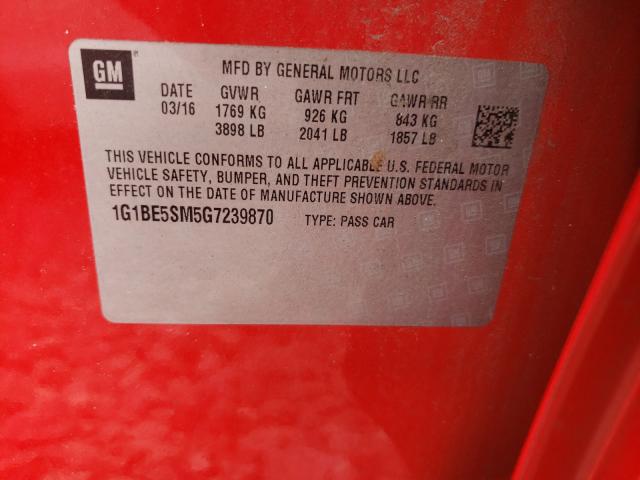 GM
MFD BY GENERAL MOTORS LLC
DATE GVWR GAWR FRT GAWR RR
03/16 1769 KG 926 KG 843 KG
3898 LB 2041 LB 1857 LB
THIS VEHICLE CONFORMS TO ALL APPLICABLE U.S. FEDERAL MOTOR
VEHICLE SAFETY, BUMPER, AND THEFT PREVENTION STANDARDS IN
EFFECT ON THE DATE OF MANUFACTURE SHOWN ABOVE.
1G1BE5SM5G7239870 TYPE: PASS CAR